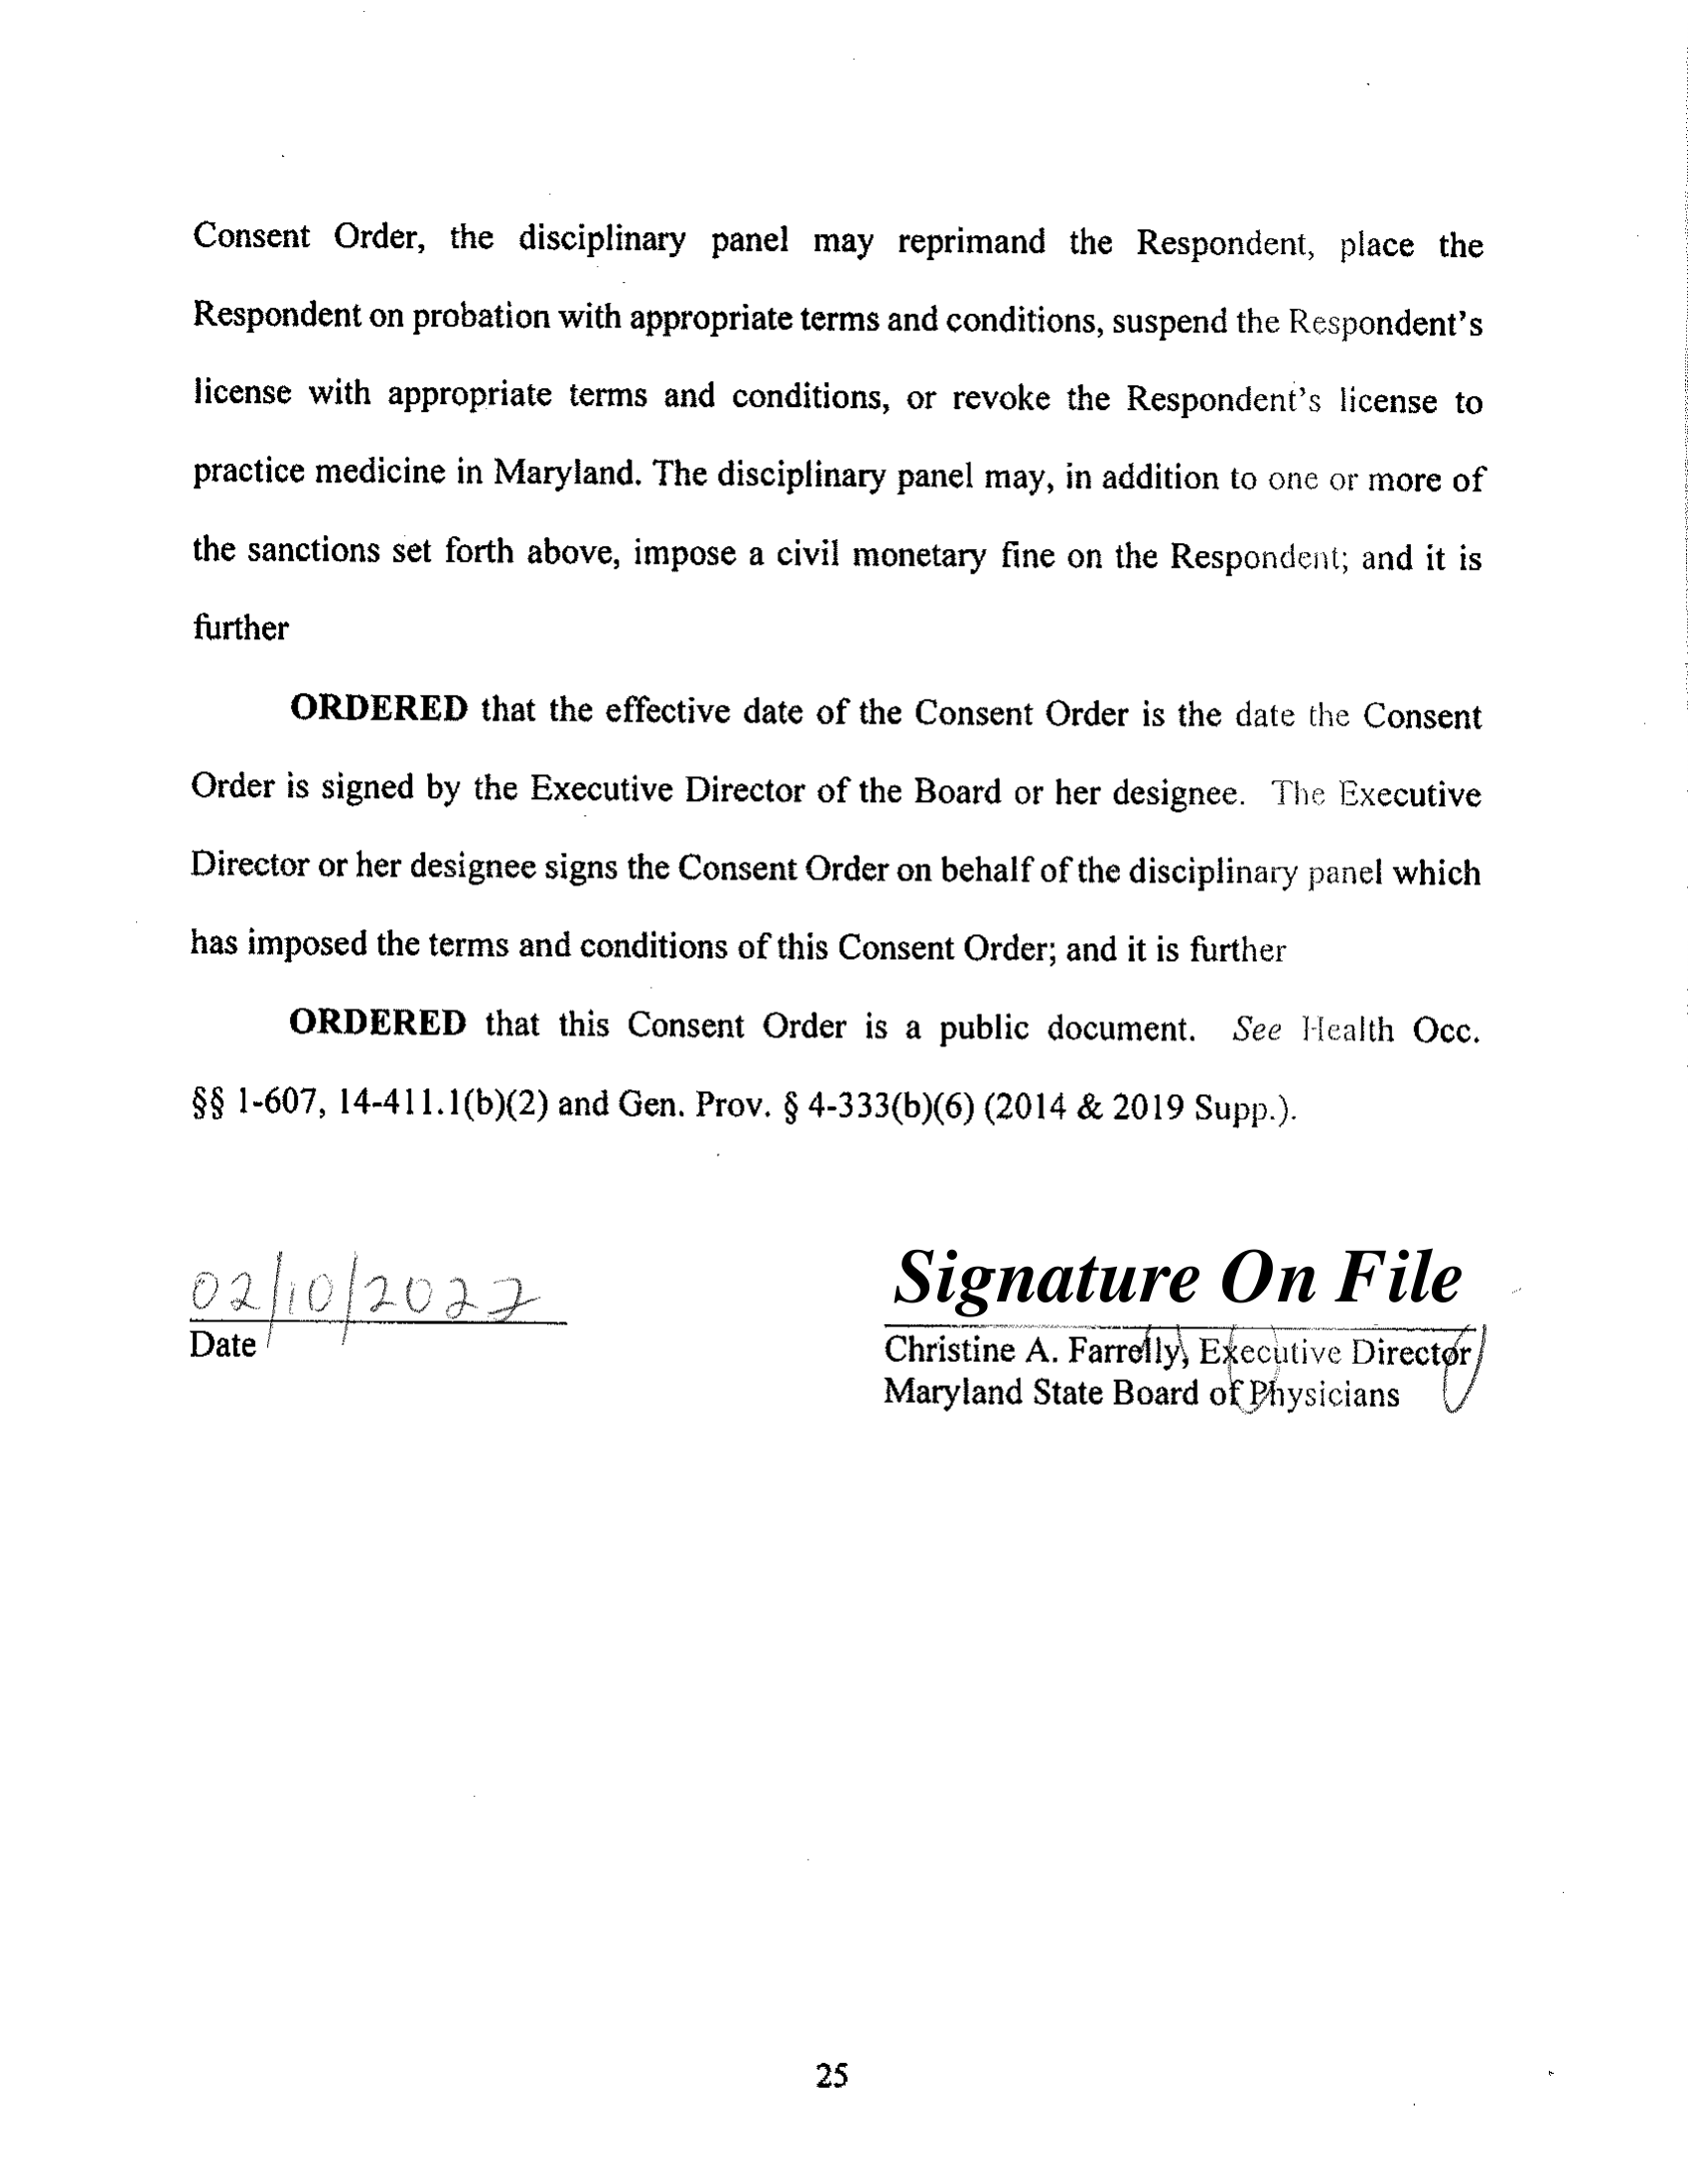 Consent Order, the disciplinary panel may reprimand the Respondent, place the
Respondent on probation with appropriate terms and conditions, suspend the Respondent's
license with appropriate terms and conditions, or revoke the Respondent's license to
practice medicine in Maryland. The disciplinary panel may, in addition to one or more of
the sanctions set forth above, impose a civil monetary fine on the Respondent; and it is
further
ORDERED that the effective date of the Consent Order is the date the Consent
Order is signed by the Executive Director of the Board or her designee. The Executive
Director or her designee signs the Consent Order on behalf of the disciplinary panel which
has imposed the terms and conditions of this Consent Order; and it is further
ORDERED that this Consent Order is a public document. See Health Occ.
§§ 1-607, 14-411.1(b)(2) and Gen. Prov. § 4-333(b)(6) (2014 & 2019 Supp.).
02/10/2022 Signature On File
Date Christine A. Farrelly, Executive Director
Maryland State Board of Physicians
25